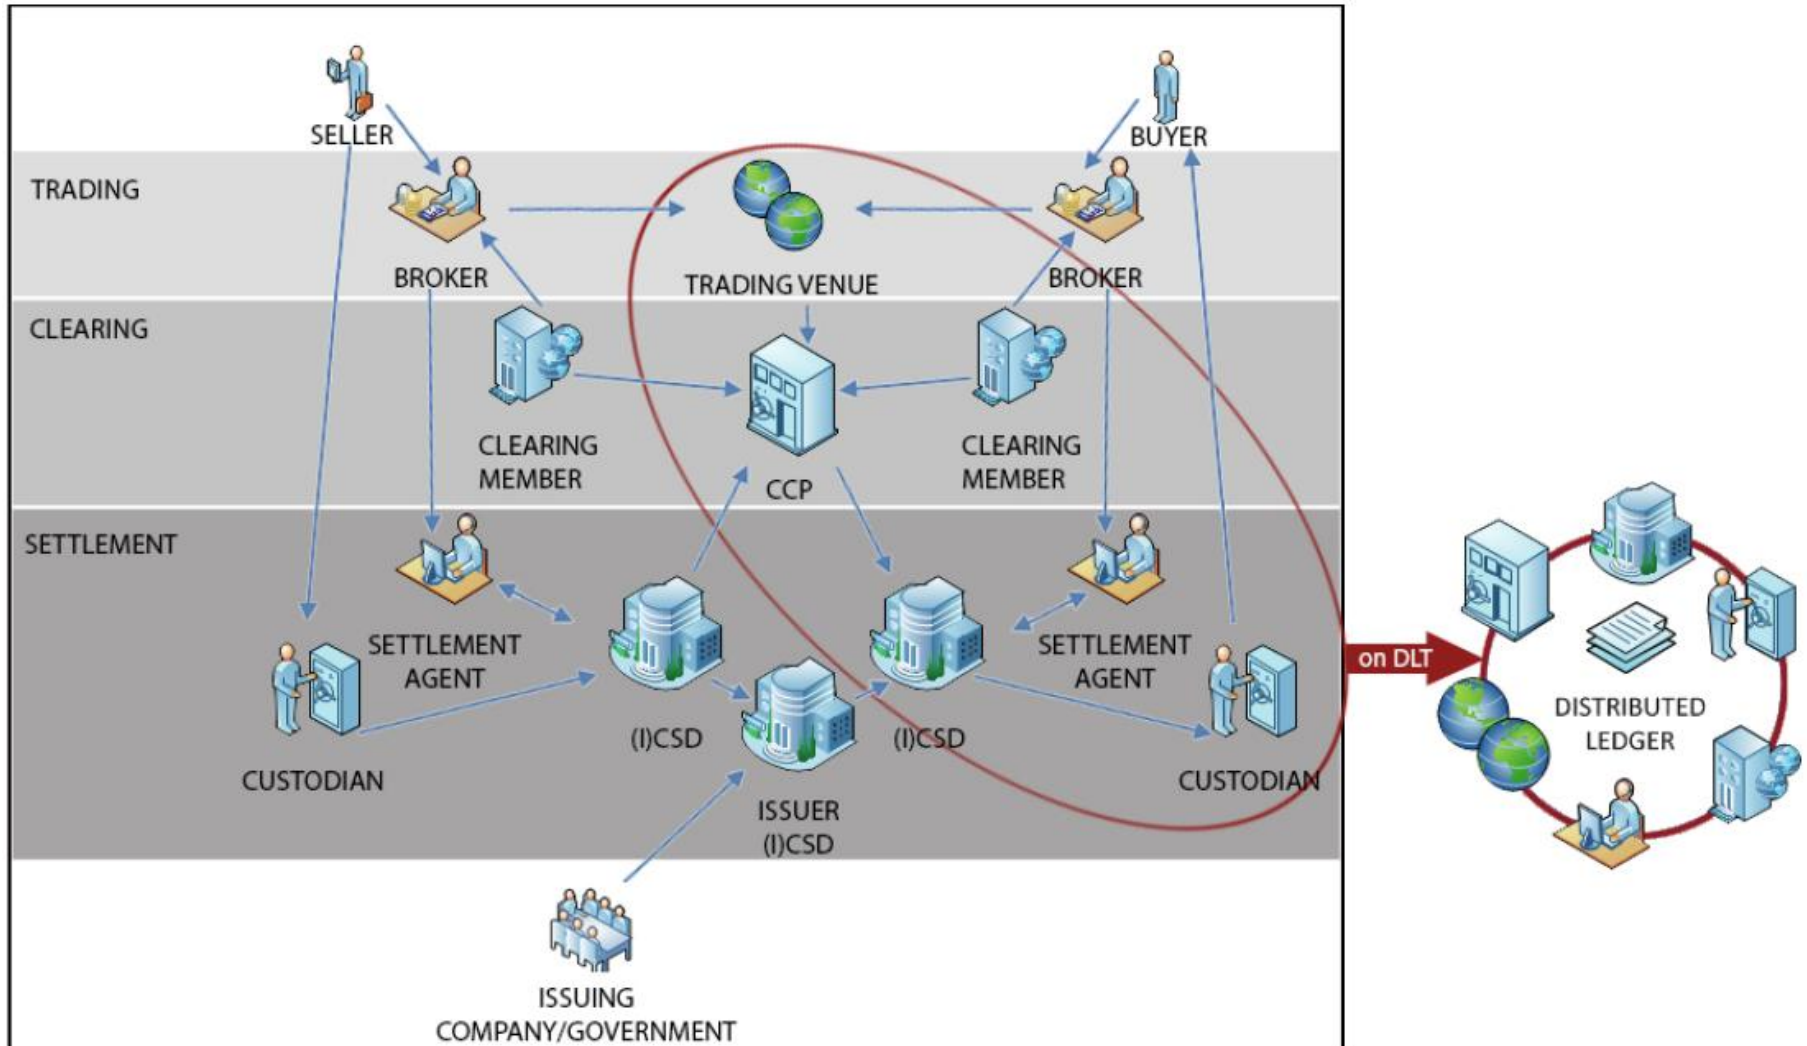 SELLER
BUYER
TRADING
BROKER
TRADING VENUE
BROKER
CLEARING
CLEARING
MEMBER
CCP
CLEARING
MEMBER
SETTLEMENT
SETTLEMENT
AGENT
SETTLEMENT
AGENT
(I)CSD
(I)CSD
CUSTODIAN
CUSTODIAN
ISSUER
(I)CSD
ISSUING
COMPANY/GOVERNMENT
on DLT
DISTRIBUTED
LEDGER